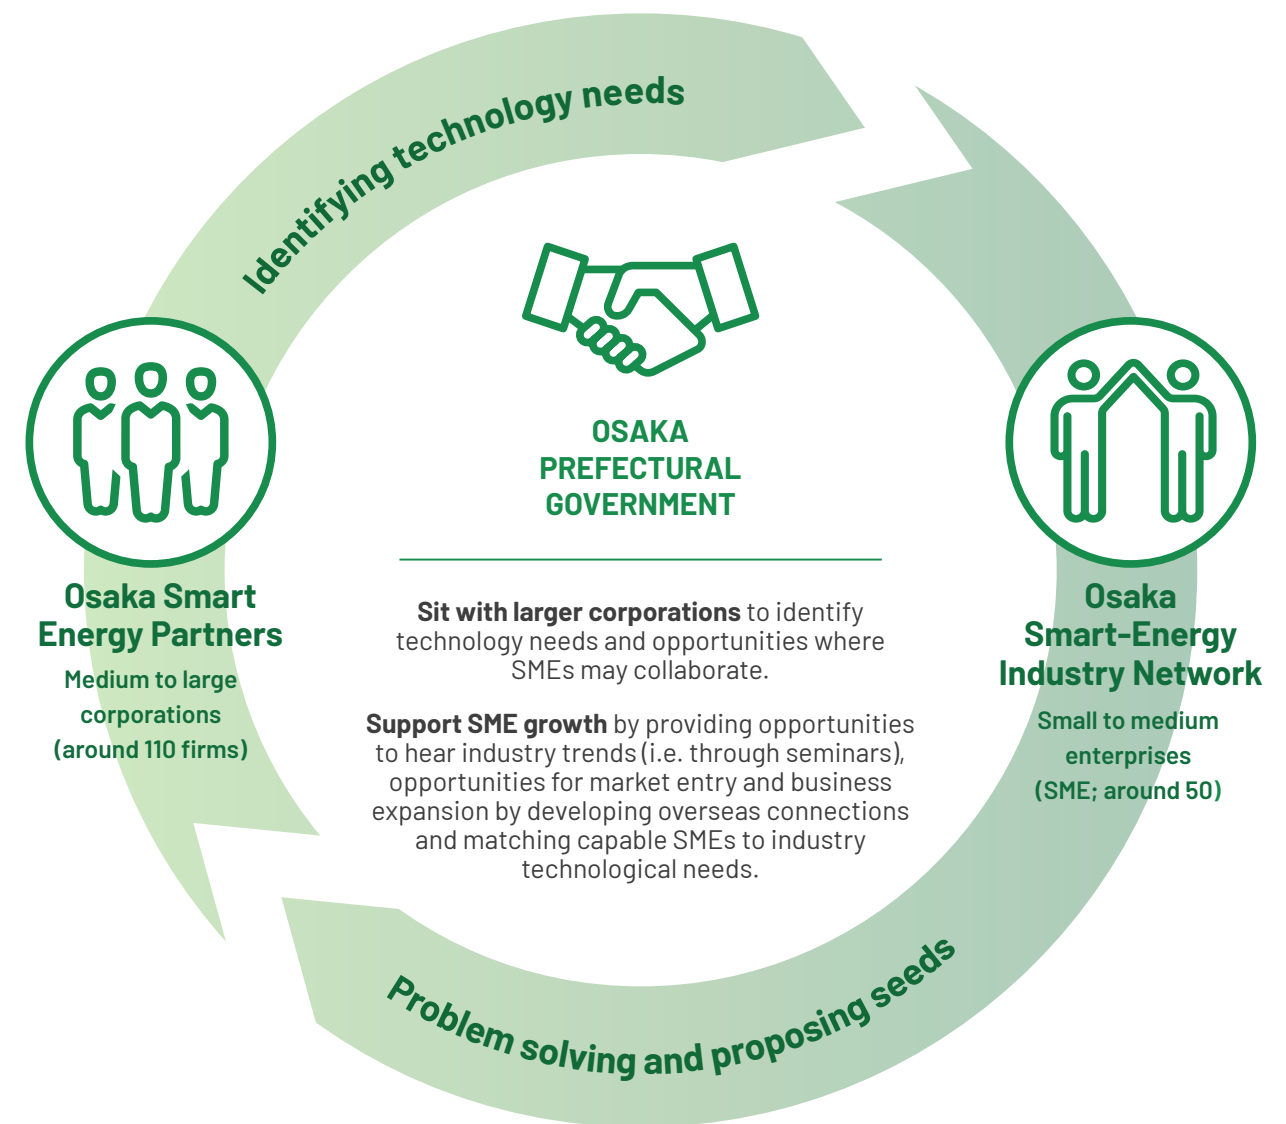 Identifying technology needs
OSAKA
PREFECTURAL
GOVERNMENT
Sit with larger corporations to identify
technology needs and opportunities where
SMEs may collaborate.
Support SME growth by providing opportunities
to hear industry trends (i.e. through seminars),
opportunities for market entry and business
expansion by developing overseas connections
and matching capable SMEs to industry
technological needs.
Osaka Smart
Energy Partners
Medium to large
corporations
(around 110 firms)
Osaka
Smart-Energy
Industry Network
Small to medium
enterprises
(SME; around 50)
Problem solving and proposing seeds